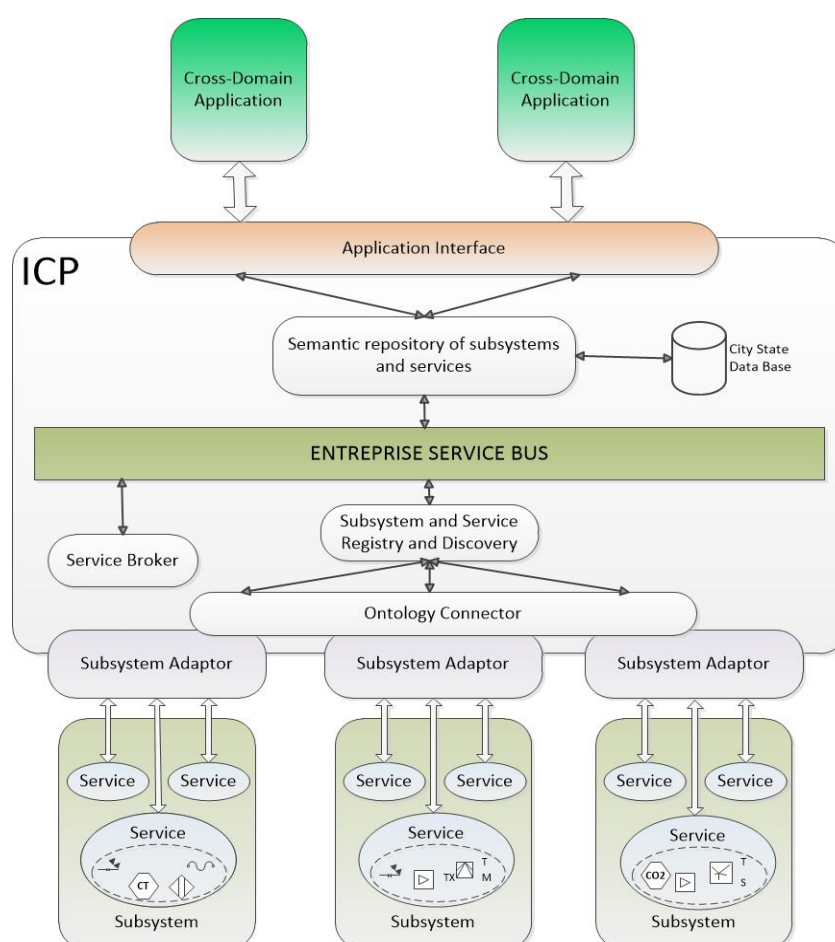 Cross-Domain
Application
Cross-Domain
Application
ICP
Application Interface
Semantic repository of subsystems
and services
City State
Data Base
ENTREPRISE SERVICE BUS
Service Broker
Subsystem and Service
Registry and Discovery
Ontology Connector
Subsystem Adaptor
Subsystem Adaptor
Subsystem Adaptor
Service
Service
Service
Service
Service
Service
Service
CT
Subsystem
Service
TX
T
M
Subsystem
Service
CO2
T
S
Subsystem